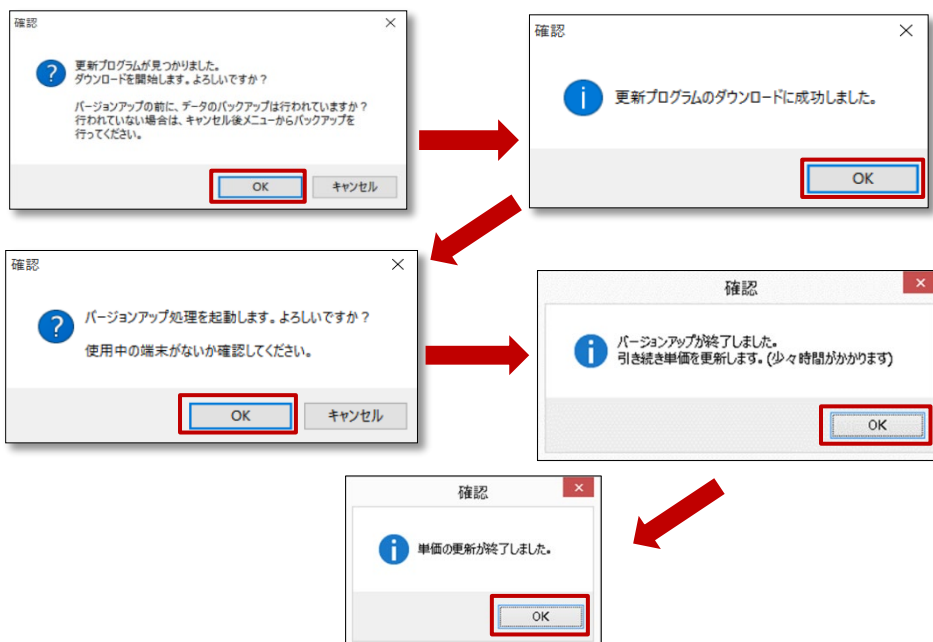 確認
更新プログラムが見つかりました。
ダウンロードを開始します。よろしいですか？
バージョンアップの前に、データのバックアップは行われていますか？
行われていない場合は、キャンセル後メニューからバックアップを
行ってください。
OK
キャンセル
確認
更新プログラムのダウンロードに成功しました。
OK
確認
バージョンアップ処理を起動します。よろしいですか？
使用中の端末がないか確認してください。
OK
キャンセル
確認
バージョンアップが終了しました。
引き続き単価を更新します。(少々時間がかかります)
OK
確認
単価の更新が終了しました。
OK